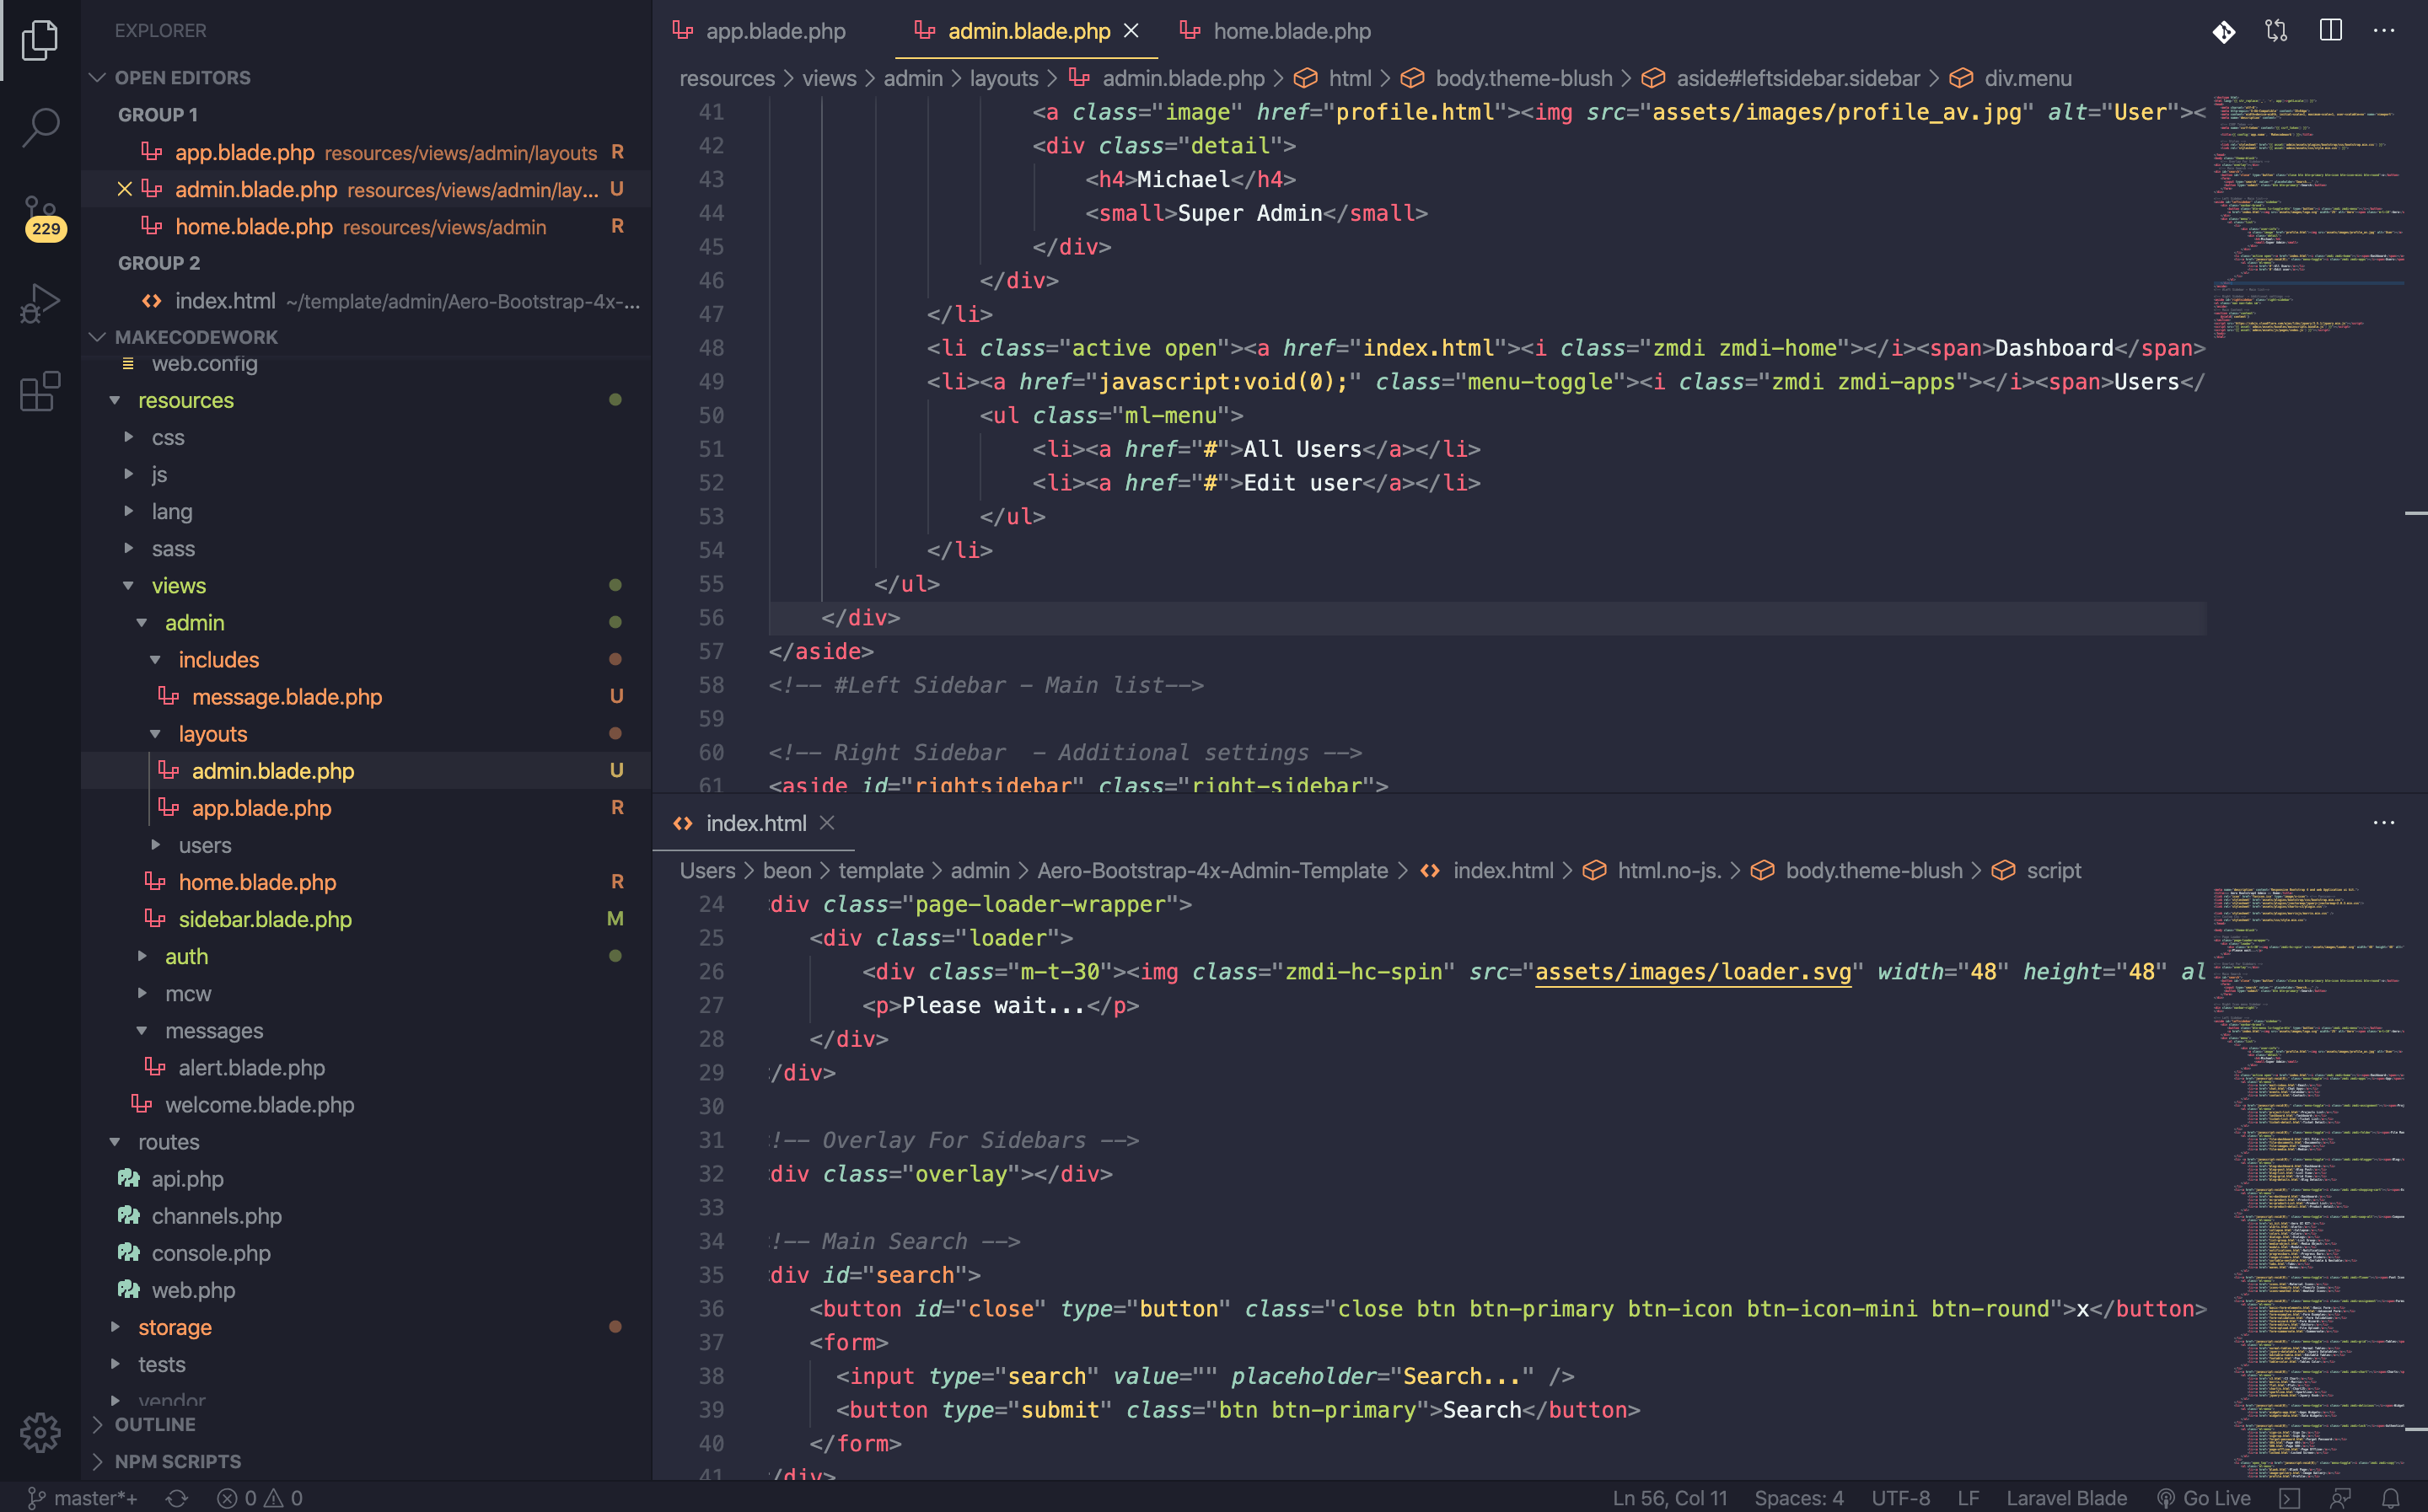 EXPLORER
OPEN EDITORS
GROUP 1
app.blade.php resources/views/admin/layouts R
admin.blade.php resources/views/admin/lay... U
home.blade.php resources/views/admin R
GROUP 2
index.html ~/template/admin/Aero-Bootstrap-4x-...
MAKECODEWORK
web.config
resources
css
js
lang
sass
views
admin
includes
message.blade.php U
layouts
admin.blade.php U
app.blade.php R
users
home.blade.php R
sidebar.blade.php M
auth
mcw
messages
alert.blade.php
welcome.blade.php
routes
api.php
channels.php
console.php
web.php
storage
tests
vendor
OUTLINE
NPM SCRIPTS
229
app.blade.php admin.blade.php home.blade.php
resources > views > admin > layouts > admin.blade.php > html > body.theme-blush > aside#leftsidebar.sidebar > div.menu
41 <a class="image" href="profile.html"><img src="assets/images/profile_av.jpg" alt="User"><
42 <div class="detail">
43 <h4>Michael</h4>
44 <small>Super Admin</small>
45 </div>
46 </div>
47 </li>
48 <li class="active open"><a href="index.html"><i class="zmdi zmdi-home"></i><span>Dashboard</span>
49 <li><a href="javascript:void(0);" class="menu-toggle"><i class="zmdi zmdi-apps"></i><span>Users</
50 <ul class="ml-menu">
51 <li><a href="#">All Users</a></li>
52 <li><a href="#">Edit user</a></li>
53 </ul>
54 </li>
55 </ul>
56 </div>
57 </aside>
58 <!-- #Left Sidebar - Main list-->
59
60 <!-- Right Sidebar  - Additional settings -->
61 <aside id="rightsidebar" class="right-sidebar">
index.html
Users > beon > template > admin > Aero-Bootstrap-4x-Admin-Template > index.html > html.no-js. > body.theme-blush > script
24 div class="page-loader-wrapper">
25 <div class="loader">
26 <div class="m-t-30"><img class="zmdi-hc-spin" src="assets/images/loader.svg" width="48" height="48" al
27 <p>Please wait...</p>
28 </div>
29 /div>
30
31 !-- Overlay For Sidebars -->
32 div class="overlay"></div>
33
34 !-- Main Search -->
35 div id="search">
36 <button id="close" type="button" class="close btn btn-primary btn-icon btn-icon-mini btn-round">x</button>
37 <form>
38 <input type="search" value="" placeholder="Search..." />
39 <button type="submit" class="btn btn-primary">Search</button>
40 </form>
41 /div>
master*+ 0 0 Ln 56, Col 11 Spaces: 4 UTF-8 LF Laravel Blade Go Live